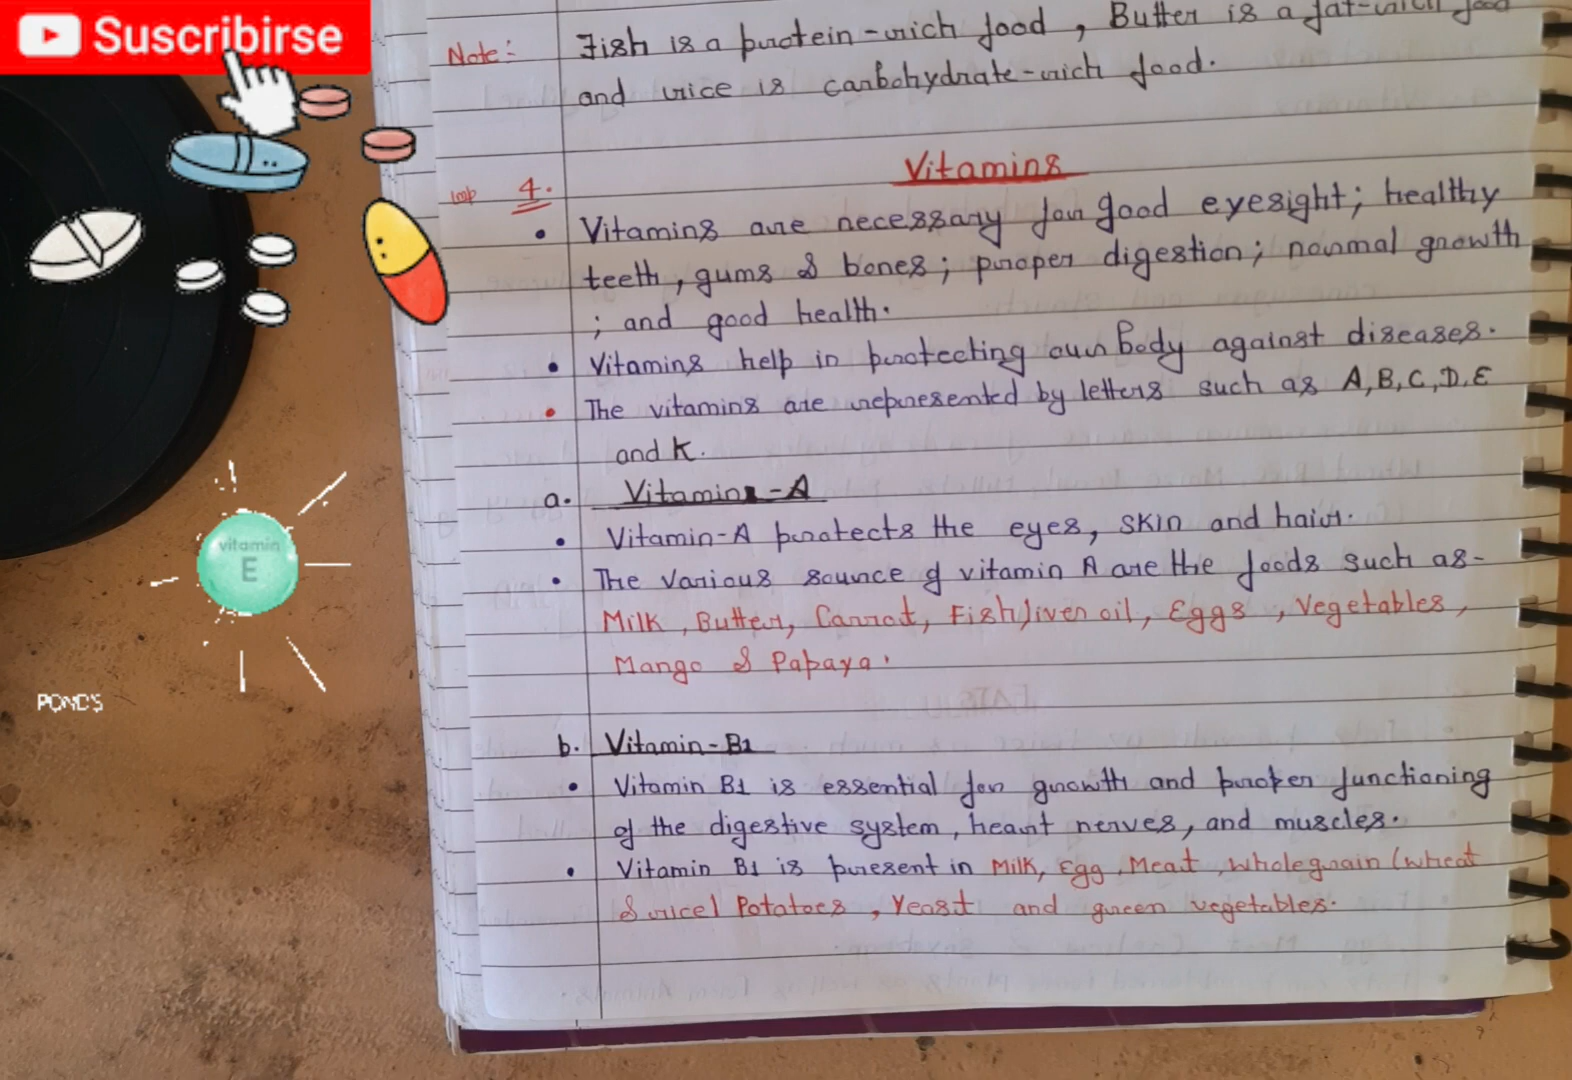 Suscribirse
Note: Fish is a protein-rich food, Butter is a fat-rich food
and rice is carbohydrate-rich food.
Vitamins
Imp 4.
• Vitamins are necessary for good eyesight; healthy
teeth, gums & bones; proper digestion; normal growth
; and good health.
• Vitamins help in protecting our Body against diseases.
• The vitamins are represented by letters such as A, B, C, D, E
and K.
a. Vitamin-A
• Vitamin-A protects the eyes, skin and hair.
• The various source of vitamin A are the foods such as-
Milk, Butter, Carrot, Fish liver oil, Eggs, Vegetables,
Mango & Papaya.
vitamin
E
POND'S
b. Vitamin-B1
• Vitamin B1 is essential for growth and proper functioning
of the digestive system, heart nerves, and muscles.
• Vitamin B1 is present in Milk, Egg, Meat, Wholegrain (wheat
& rice) Potatoes, Yeast and green vegetables.